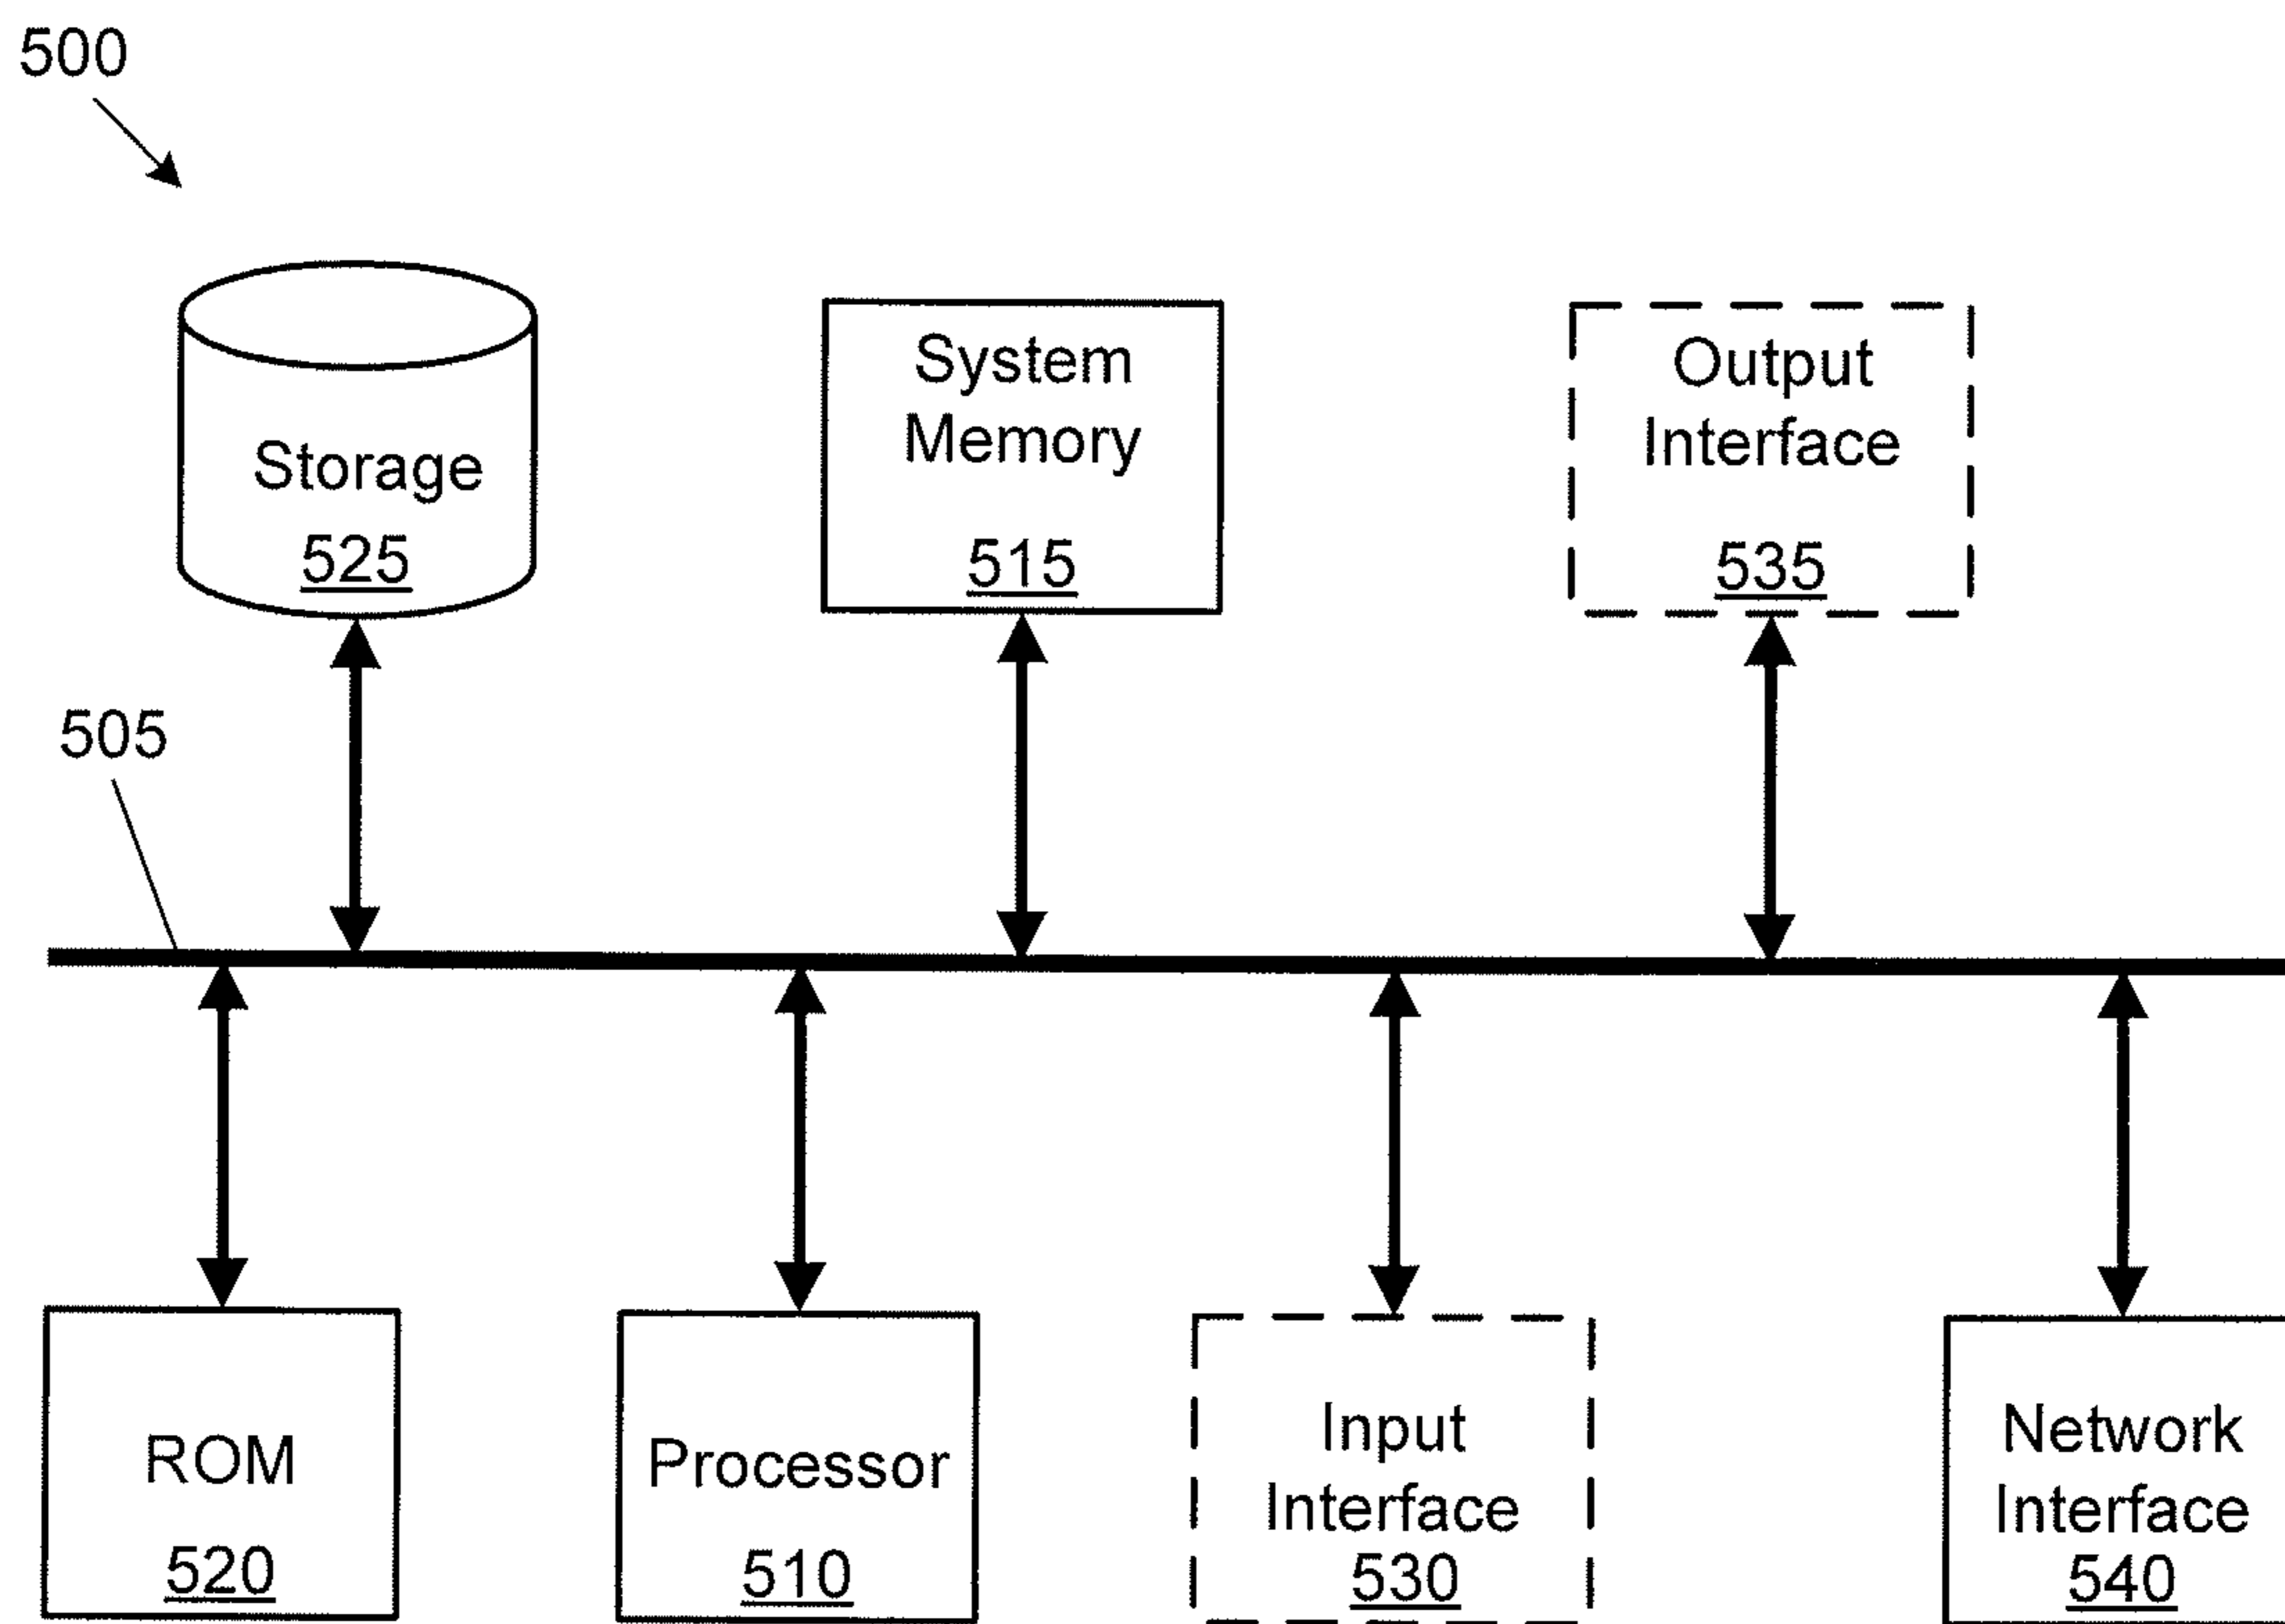 500
Storage
525
System
Memory
515
Output
Interface
535
505
ROM
520
Processor
510
Input
Interface
530
Network
Interface
540